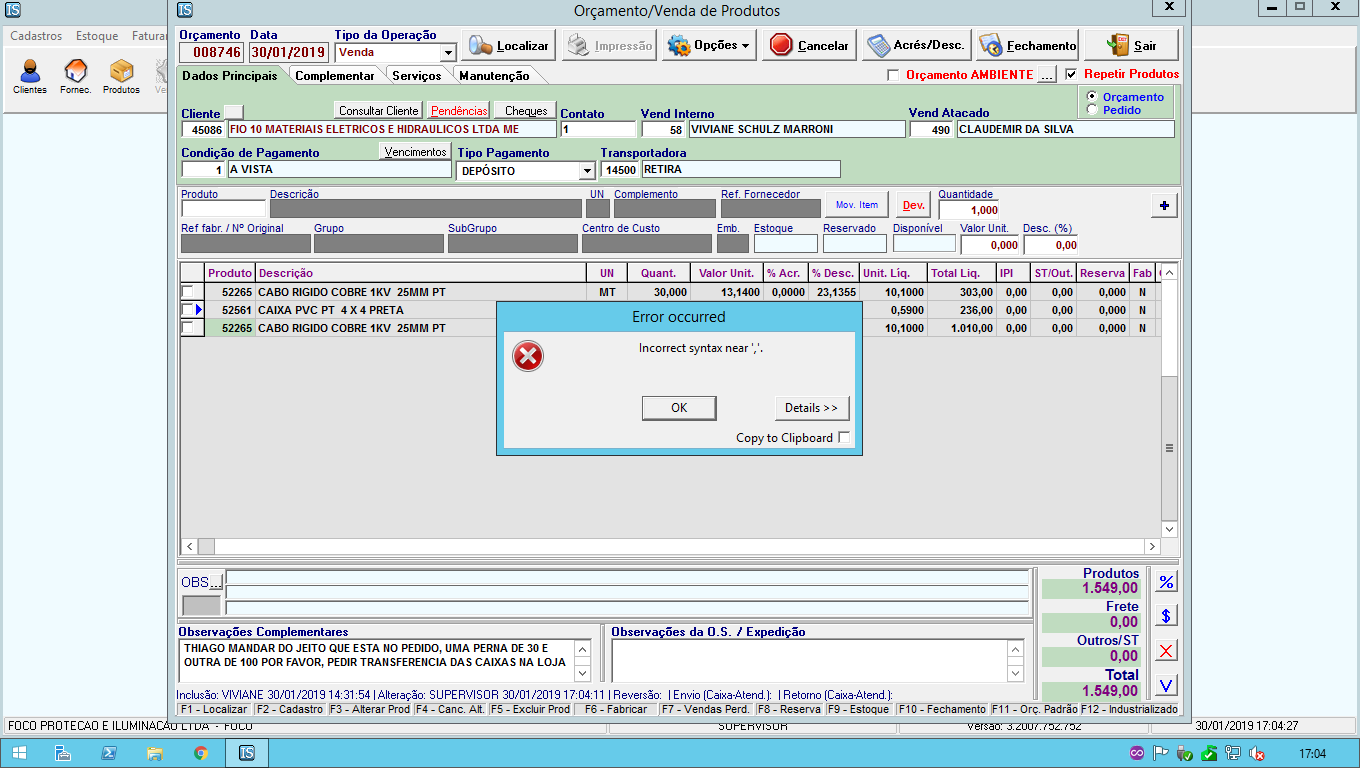 IS
IS Orçamento/Venda de Produtos X
Cadastros Estoque Faturar
Clientes Fornec. Produtos
Orçamento Data Tipo da Operação
008746 30/01/2019 Venda
Localizar Impressão Opções Cancelar Acrés/Desc. Fechamento Sair
Dados Principais Complementar Serviços Manutenção
Orçamento AMBIENTE ... Repetir Produtos
Orçamento
Pedido
Cliente Consultar Cliente Pendências Cheques Contato Vend Interno Vend Atacado
45086 FIO 10 MATERIAIS ELETRICOS E HIDRAULICOS LTDA ME 1 58 VIVIANE SCHULZ MARRONI 490 CLAUDEMIR DA SILVA
Condição de Pagamento Vencimentos Tipo Pagamento Transportadora
1 A VISTA DEPÓSITO 14500 RETIRA
Produto Descrição UN Complemento Ref. Fornecedor Mov. Item Dev. Quantidade
1,000 +
Ref fabr. / Nº Original Grupo SubGrupo Centro de Custo Emb. Estoque Reservado Disponível Valor Unit. Desc. (%)
0,000 0,00
Produto Descrição UN Quant. Valor Unit. % Acr. % Desc. Unit. Líq. Total Liq. IPI ST/Out. Reserva Fab
52265 CABO RIGIDO COBRE 1KV 25MM PT MT 30,000 13,1400 0,0000 23,1355 10,1000 303,00 0,00 0,00 0,000 N
52561 CAIXA PVC PT 4 X 4 PRETA 0,5900 236,00 0,00 0,00 0,000 N
52265 CABO RIGIDO COBRE 1KV 25MM PT 10,1000 1.010,00 0,00 0,00 0,000 N
Error occurred
Incorrect syntax near ','.
OK Details >>
Copy to Clipboard
OBS...
Produtos
1.549,00 %
Frete
0,00 $
Outros/ST
0,00 X
Total
1.549,00 V
Observações Complementares Observações da O.S. / Expedição
THIAGO MANDAR DO JEITO QUE ESTA NO PEDIDO, UMA PERNA DE 30 E
OUTRA DE 100 POR FAVOR, PEDIR TRANSFERENCIA DAS CAIXAS NA LOJA
Inclusão: VIVIANE 30/01/2019 14:31:54 | Alteração: SUPERVISOR 30/01/2019 17:04:11 | Reversão: | Envio (Caixa-Atend.): | Retorno (Caixa-Atend.):
F1 - Localizar F2 - Cadastro F3 - Alterar Prod F4 - Canc. Alt. F5 - Excluir Prod F6 - Fabricar F7 - Vendas Perd. F8 - Reserva F9 - Estoque F10 - Fechamento F11 - Orç. Padrão F12 - Industrializado
FOCO PROTEÇÃO E ILUMINAÇÃO LTDA - FOCO SUPERVISOR Versão: 3.2007.752.752 30/01/2019 17:04:27
IS 17:04